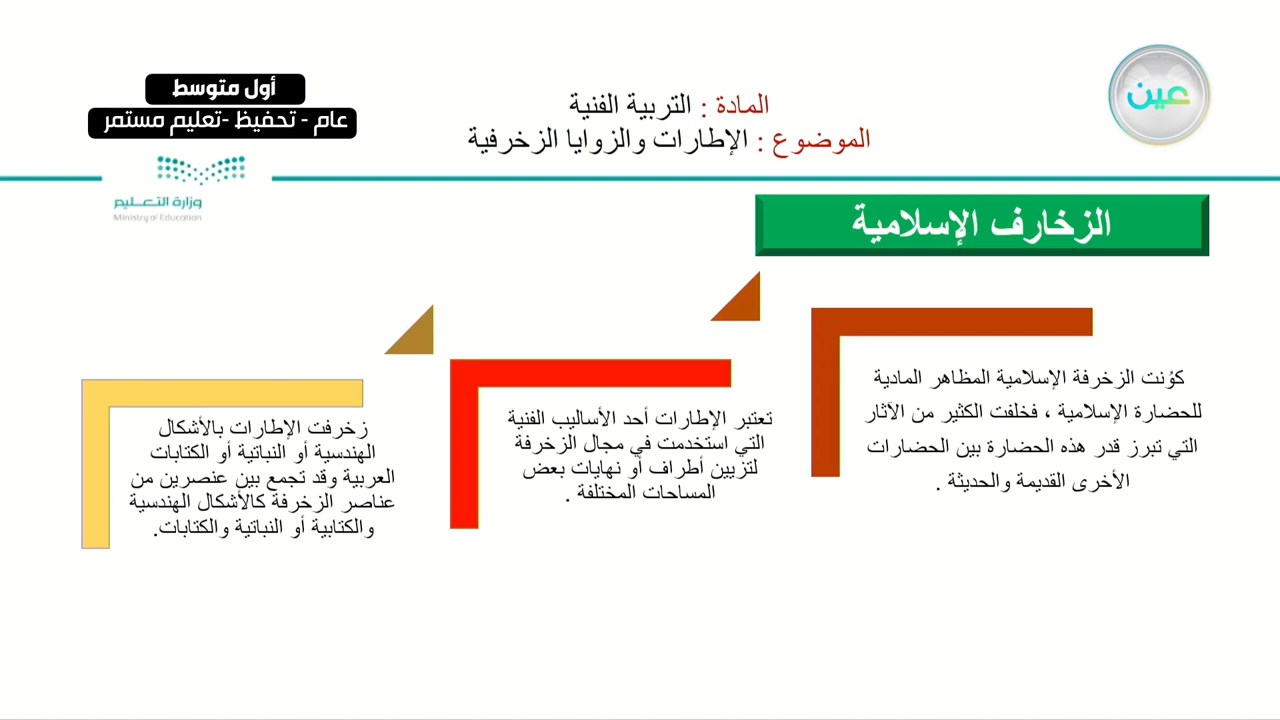 عين
المادة : التربية الفنية
الموضوع : الإطارات والزوايا الزخرفية
أول متوسط
عام - تحفيظ -تعليم مستمر
وزارة التعليم
Ministry of Education
الزخارف الإسلامية
كوُنت الزخرفة الإسلامية المظاهر المادية
للحضارة الإسلامية ، فخلفت الكثير من الآثار
التي تبرز قدر هذه الحضارة بين الحضارات
الأخرى القديمة والحديثة .
تعتبر الإطارات أحد الأساليب الفنية
التي استخدمت في مجال الزخرفة
لتزيين أطراف أو نهايات بعض
المساحات المختلفة .
زخرفت الإطارات بالأشكال
الهندسية أو النباتية أو الكتابات
العربية وقد تجمع بين عنصرين من
عناصر الزخرفة كالأشكال الهندسية
والكتابية أو النباتية والكتابات.